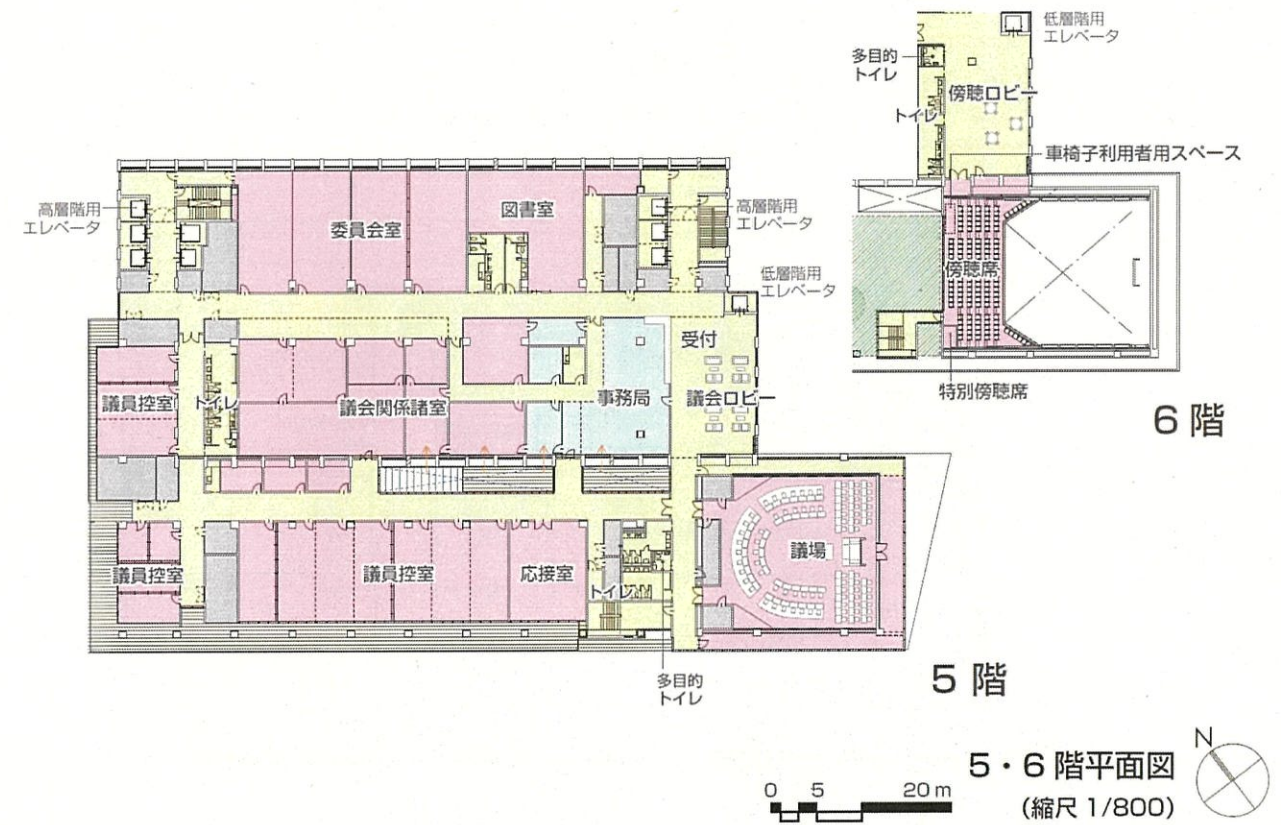 低層階用
エレベータ
多目的
トイレ
傍聴ロビー
トイレ
車椅子利用者用スペース
傍聴席
特別傍聴席
6階
高層階用
エレベータ
委員会室
図書室
高層階用
エレベータ
低層階用
エレベータ
受付
議員控室
トイレ
議会関係諸室
事務局
議会ロビー
議場
議員控室
議員控室
応接室
トイレ
多目的
トイレ
5階
N
5・6階平面図
(縮尺1/800)
0 5 20m